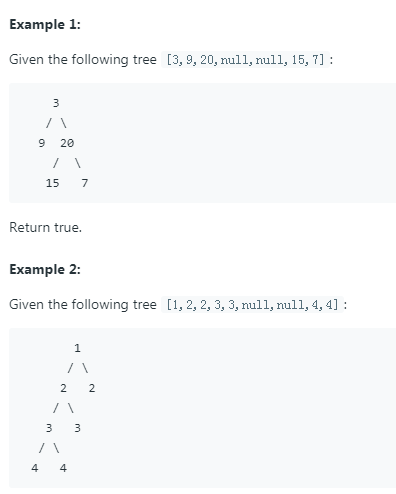 Example 1:
Given the following tree [3,9,20,null,null,15,7] :
3
/ \
9 20
/ \
15 7
Return true.
Example 2:
Given the following tree [1,2,2,3,3,null,null,4,4] :
1
/ \
2 2
/ \
3 3
/ \
4 4